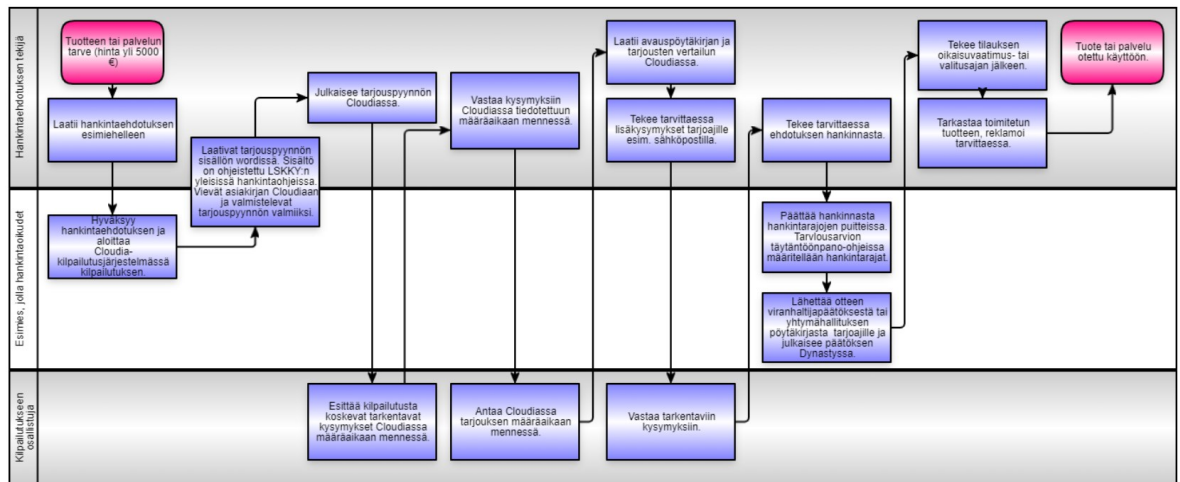 Hankintaehdotuksen tekijä
Tuotteen tai palvelun
tarve (hinta yli 5000
€)
Laatii hankintaehdotuksen
esimiehelleen
Laativat tarjouspyynnön
sisällön wordissä. Sisältö
on ohjeistettu LSKKY:n
yleisissä hankintaohjeissa.
Vievät asiakirjan Cloudiaan
ja valmistelevat
tarjouspyynnön valmiiksi.
Julkaisee tarjouspyynnön
Cloudiassa.
Vastaa kysymyksiin
Cloudiassa tiedotettuun
määräaikaan mennessä.
Laatii avauspöytäkirjan ja
tarjousten vertailun
Cloudiassa.
Tekee tarvittaessa
lisäkysymykset tarjoajille
esim. sähköpostilla.
Tekee tarvittaessa
ehdotuksen hankinnasta.
Tekee tilauksen
oikaisuvaatimus- tai
valitusajan jälkeen.
Tarkastaa toimitetun
tuotteen, reklamoi
tarvittaessa.
Tuote tai palvelu
otettu käyttöön.
Esimies, jolla hankintaoikudet
Hyväksyy
hankintaehdotuksen ja
aloittaa
Cloudia-
kilpailutusjärjestelmässä
kilpailutuksen.
Päättää hankinnasta
hankintarajojen puitteissa.
Tarvlousarvion
täytäntöönpano-ohjeissa
määritellään hankintarajat.
Lähettää otteen
viranhaltijapäätöksestä tai
yhtymähallituksen
pöytäkirjasta tarjoajille ja
julkaisee päätöksen
Dynastyssa.
Kilpailutukseen
osallistuja
Esittää kilpailutusta
koskevat tarkentavat
kysymykset Cloudiassa
määräaikaan mennessä.
Antaa Cloudiassa
tarjouksen määräaikaan
mennessä.
Vastaa tarkentaviin
kysymyksiin.